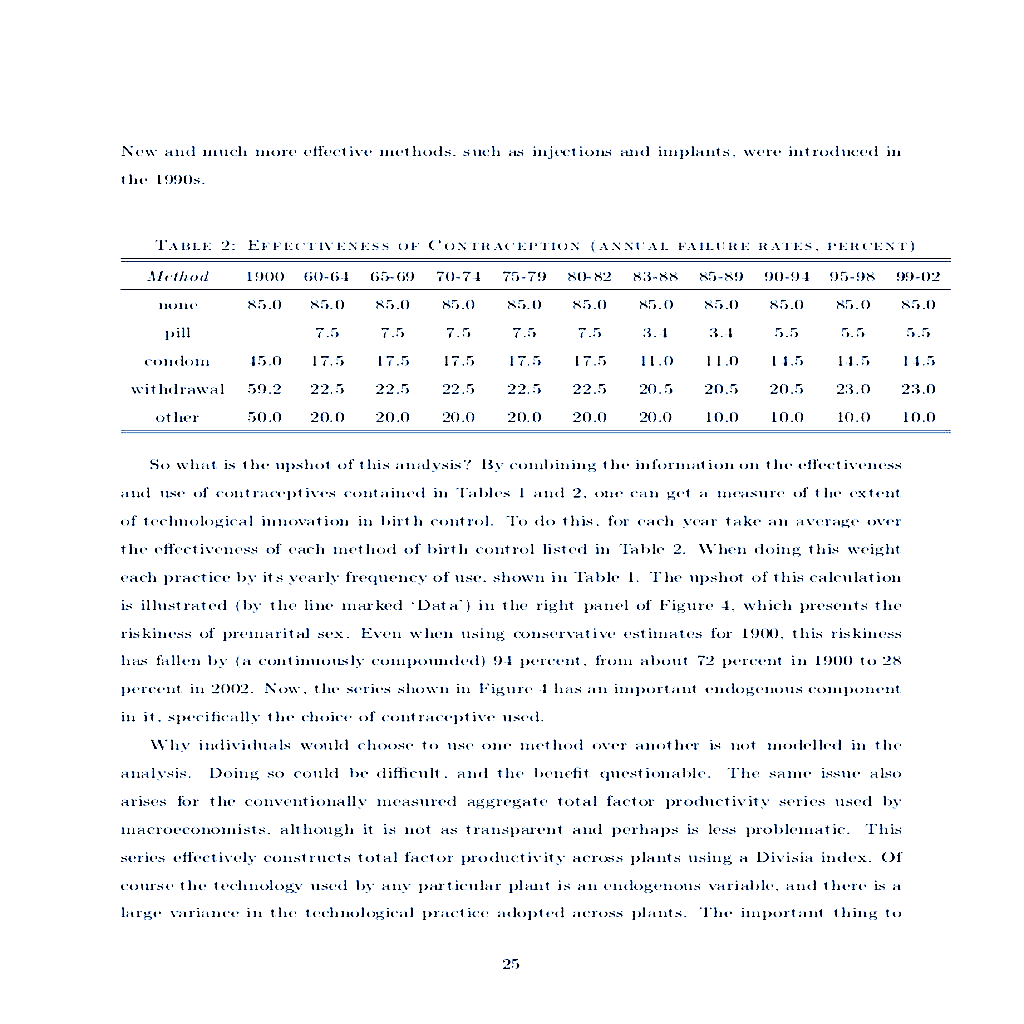 New and much more effective methods, such as injections and implants, were introduced in
the 1990s.
Table 2: Effectiveness of Contraception (annual failure rates, percent)
Method 1900 60-64 65-69 70-74 75-79 80-82 83-88 85-89 90-94 95-98 99-02
none 85.0 85.0 85.0 85.0 85.0 85.0 85.0 85.0 85.0 85.0 85.0
pill 7.5 7.5 7.5 7.5 7.5 3.4 3.4 5.5 5.5 5.5
condom 45.0 17.5 17.5 17.5 17.5 17.5 11.0 11.0 14.5 14.5 14.5
withdrawal 59.2 22.5 22.5 22.5 22.5 22.5 20.5 20.5 20.5 23.0 23.0
other 50.0 20.0 20.0 20.0 20.0 20.0 20.0 10.0 10.0 10.0 10.0
So what is the upshot of this analysis? By combining the information on the effectiveness
and use of contraceptives contained in Tables 1 and 2, one can get a measure of the extent
of technological innovation in birth control. To do this, for each year take an average over
the effectiveness of each method of birth control listed in Table 2. When doing this weight
each practice by its yearly frequency of use, shown in Table 1. The upshot of this calculation
is illustrated (by the line marked ‘Data’) in the right panel of Figure 4, which presents the
riskiness of premarital sex. Even when using conservative estimates for 1900, this riskiness
has fallen by (a continuously compounded) 94 percent, from about 72 percent in 1900 to 28
percent in 2002. Now, the series shown in Figure 4 has an important endogenous component
in it, specifically the choice of contraceptive used.
Why individuals would choose to use one method over another is not modelled in the
analysis. Doing so could be difficult, and the benefit questionable. The same issue also
arises for the conventionally measured aggregate total factor productivity series used by
macroeconomists, although it is not as transparent and perhaps is less problematic. This
series effectively constructs total factor productivity across plants using a Divisia index. Of
course the technology used by any particular plant is an endogenous variable, and there is a
large variance in the technological practice adopted across plants. The important thing to
25